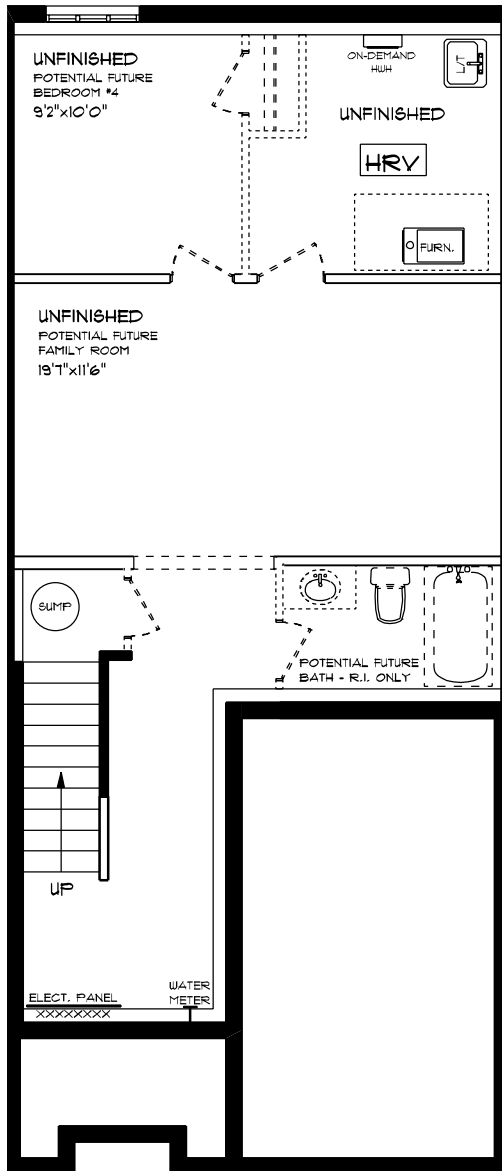 UNFINISHED
POTENTIAL FUTURE
BEDROOM #4
9'2"x10'0"
ON-DEMAND
HWH
L/T
UNFINISHED
HRV
FURN.
UNFINISHED
POTENTIAL FUTURE
FAMILY ROOM
19'7"x11'6"
SUMP
POTENTIAL FUTURE
BATH - R.I. ONLY
UP
ELECT. PANEL
WATER
METER
XXXXXXXX